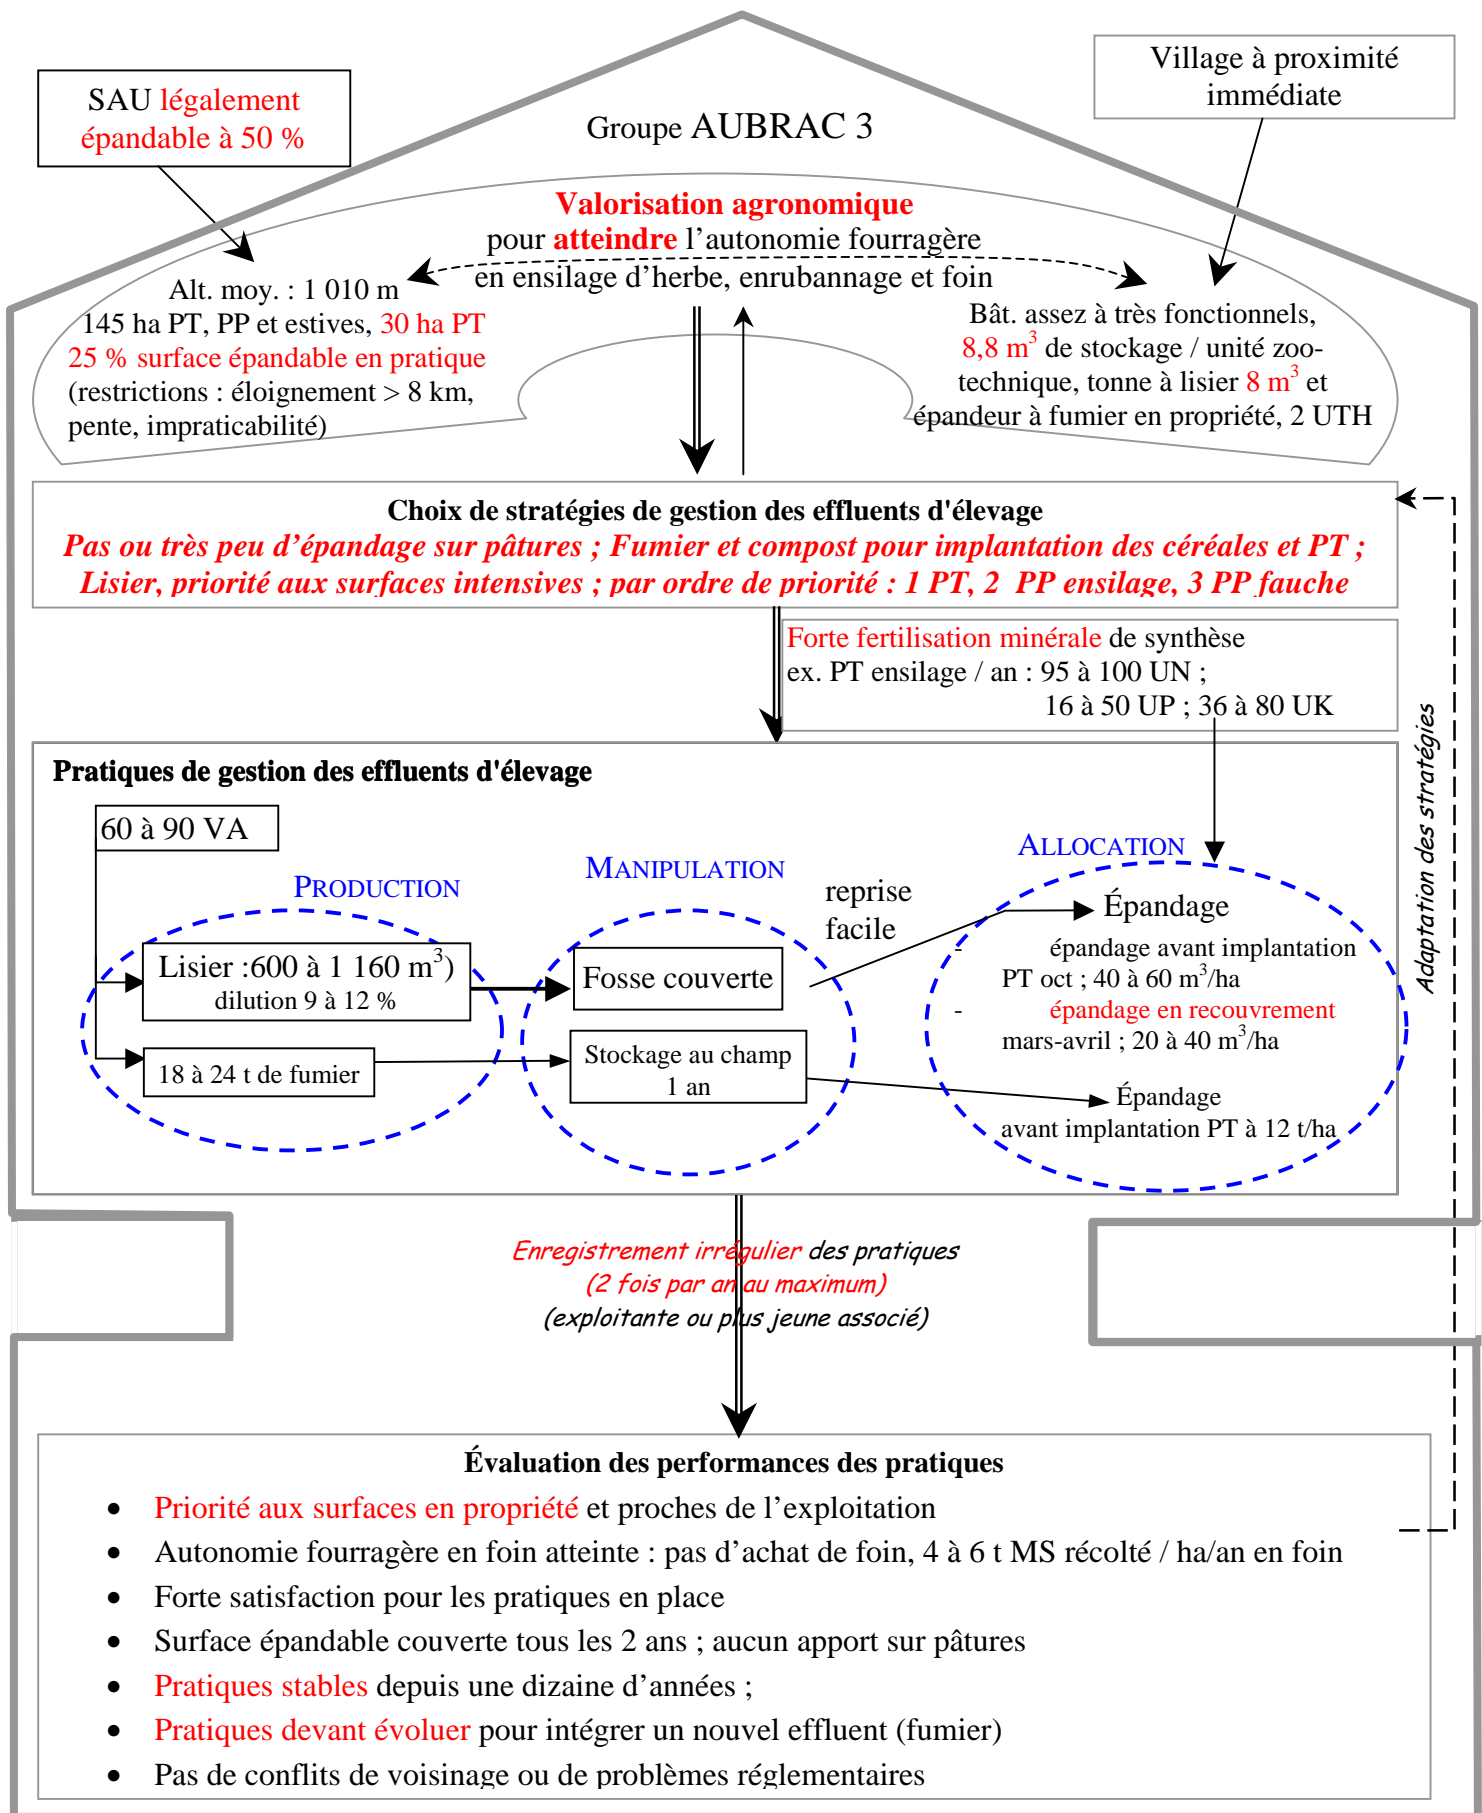 SAU légalement
épandable à 50 %
Village à proximité
immédiate
Groupe AUBRAC 3
Valorisation agronomique
pour atteindre l’autonomie fourragère
en ensilage d’herbe, enrubannage et foin
Alt. moy. : 1 010 m
145 ha PT, PP et estives, 30 ha PT
25 % surface épandable en pratique
(restrictions : éloignement > 8 km,
pente, impraticabilité)
Bât. assez à très fonctionnels,
8,8 m³ de stockage / unité zoo-
technique, tonne à lisier 8 m³ et
épandeur à fumier en propriété, 2 UTH
Choix de stratégies de gestion des effluents d'élevage
Pas ou très peu d’épandage sur pâtures ; Fumier et compost pour implantation des céréales et PT ;
Lisier, priorité aux surfaces intensives ; par ordre de priorité : 1 PT, 2 PP ensilage, 3 PP fauche
Forte fertilisation minérale de synthèse
ex. PT ensilage / an : 95 à 100 UN ;
16 à 50 UP ; 36 à 80 UK
Adaptation des stratégies
Pratiques de gestion des effluents d'élevage
60 à 90 VA
PRODUCTION
MANIPULATION
ALLOCATION
Lisier :600 à 1 160 m³)
dilution 9 à 12 %
18 à 24 t de fumier
Fosse couverte
Stockage au champ
1 an
reprise
facile
Épandage
- épandage avant implantation
PT oct ; 40 à 60 m³/ha
- épandage en recouvrement
mars-avril ; 20 à 40 m³/ha
Épandage
avant implantation PT à 12 t/ha
Enregistrement irrégulier des pratiques
(2 fois par an au maximum)
(exploitante ou plus jeune associé)
Évaluation des performances des pratiques
• Priorité aux surfaces en propriété et proches de l’exploitation
• Autonomie fourragère en foin atteinte : pas d’achat de foin, 4 à 6 t MS récolté / ha/an en foin
• Forte satisfaction pour les pratiques en place
• Surface épandable couverte tous les 2 ans ; aucun apport sur pâtures
• Pratiques stables depuis une dizaine d’années ;
• Pratiques devant évoluer pour intégrer un nouvel effluent (fumier)
• Pas de conflits de voisinage ou de problèmes réglementaires